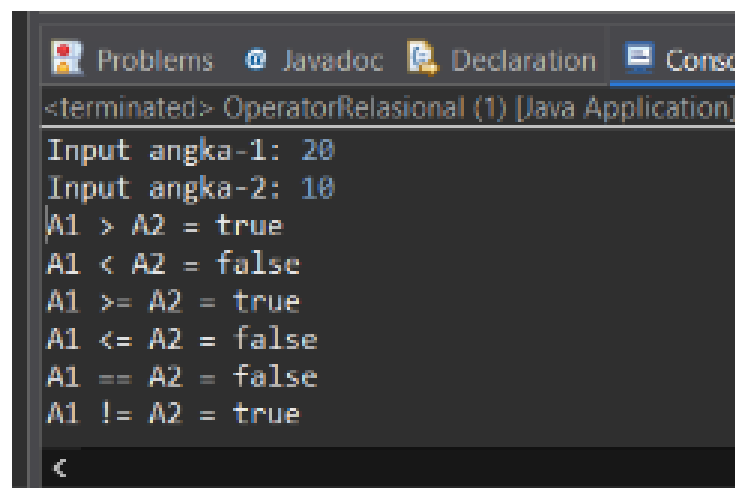 Problems @ Javadoc Declaration Conso
<terminated> OperatorRelasional (1) [Java Application]
Input angka-1: 20
Input angka-2: 10
A1 > A2 = true
A1 < A2 = false
A1 >= A2 = true
A1 <= A2 = false
A1 == A2 = false
A1 != A2 = true